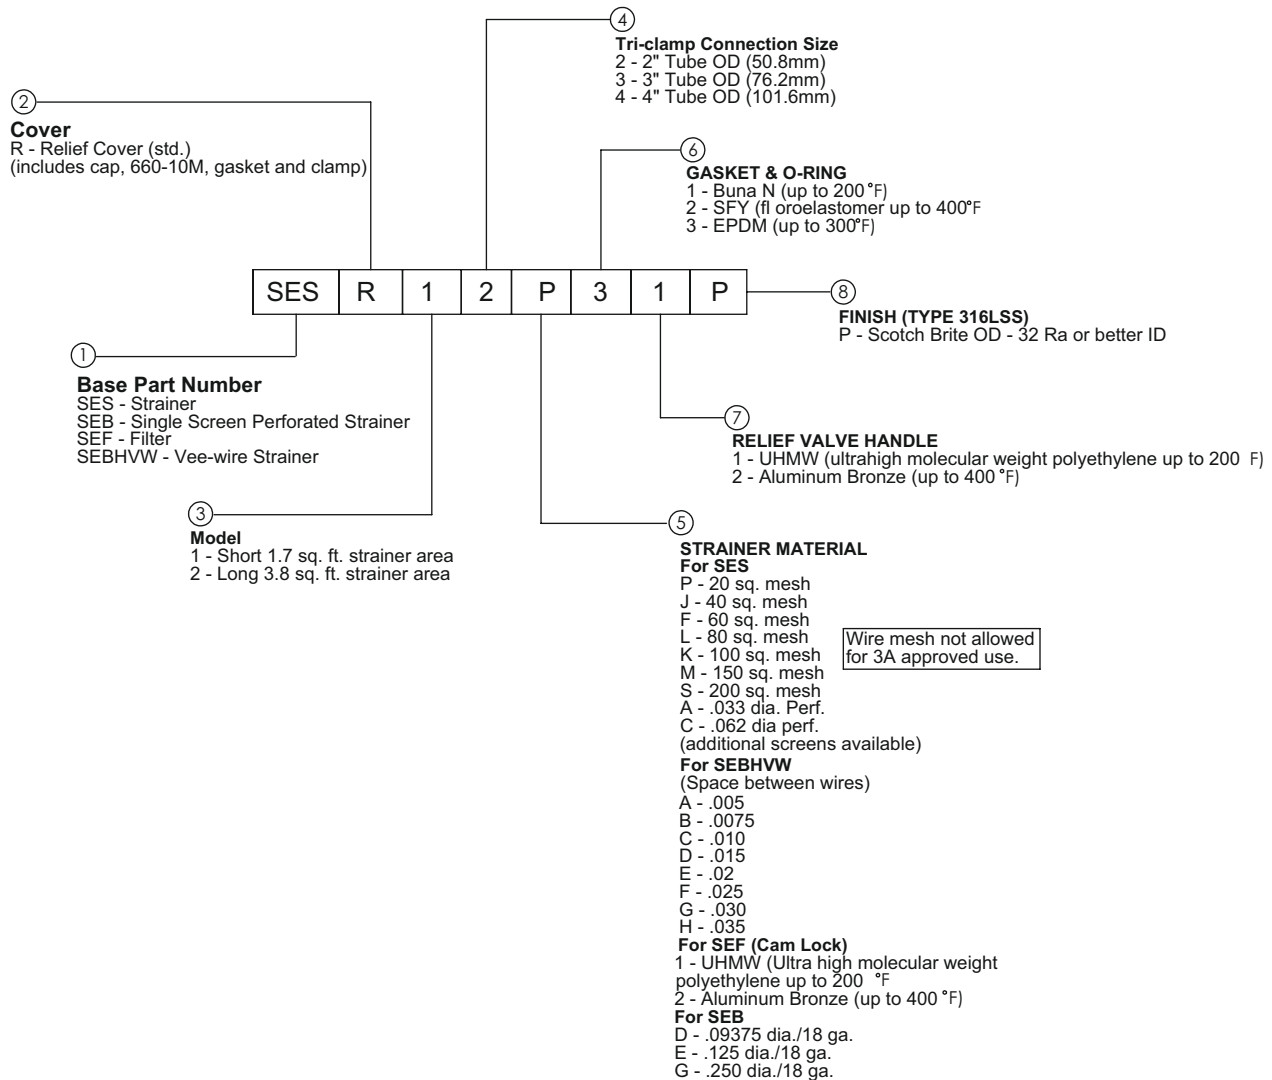 4
Tri-clamp Connection Size
2 - 2" Tube OD (50.8mm)
3 - 3" Tube OD (76.2mm)
4 - 4" Tube OD (101.6mm)
2
Cover
R - Relief Cover (std.)
(includes cap, 660-10M, gasket and clamp)
6
GASKET & O-RING
1 - Buna N (up to 200°F)
2 - SFY (fl oroelastomer up to 400°F
3 - EPDM (up to 300°F)
SES R 1 2 P 3 1 P
8
FINISH (TYPE 316LSS)
P - Scotch Brite OD - 32 Ra or better ID
1
Base Part Number
SES - Strainer
SEB - Single Screen Perforated Strainer
SEF - Filter
SEBHVW - Vee-wire Strainer
7
RELIEF VALVE HANDLE
1 - UHMW (ultrahigh molecular weight polyethylene up to 200 F)
2 - Aluminum Bronze (up to 400 °F)
3
Model
1 - Short 1.7 sq. ft. strainer area
2 - Long 3.8 sq. ft. strainer area
5
STRAINER MATERIAL
For SES
P - 20 sq. mesh
J - 40 sq. mesh
F - 60 sq. mesh
L - 80 sq. mesh
K - 100 sq. mesh
M - 150 sq. mesh
S - 200 sq. mesh
Wire mesh not allowed
for 3A approved use.
A - .033 dia. Perf.
C - .062 dia perf.
(additional screens available)
For SEBHVW
(Space between wires)
A - .005
B - .0075
C - .010
D - .015
E - .02
F - .025
G - .030
H - .035
For SEF (Cam Lock)
1 - UHMW (Ultra high molecular weight
polyethylene up to 200 °F
2 - Aluminum Bronze (up to 400 °F)
For SEB
D - .09375 dia./18 ga.
E - .125 dia./18 ga.
G - .250 dia./18 ga.